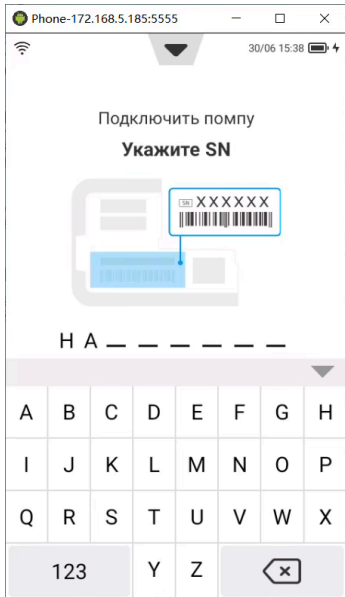 Phone-172.168.5.185:5555
30/06 15:38
Подключить помпу
Укажите SN
SN XXXXXX
H A _ _ _ _ _ _
A B C D E F G H
I J K L M N O P
Q R S T U V W X
123 Y Z